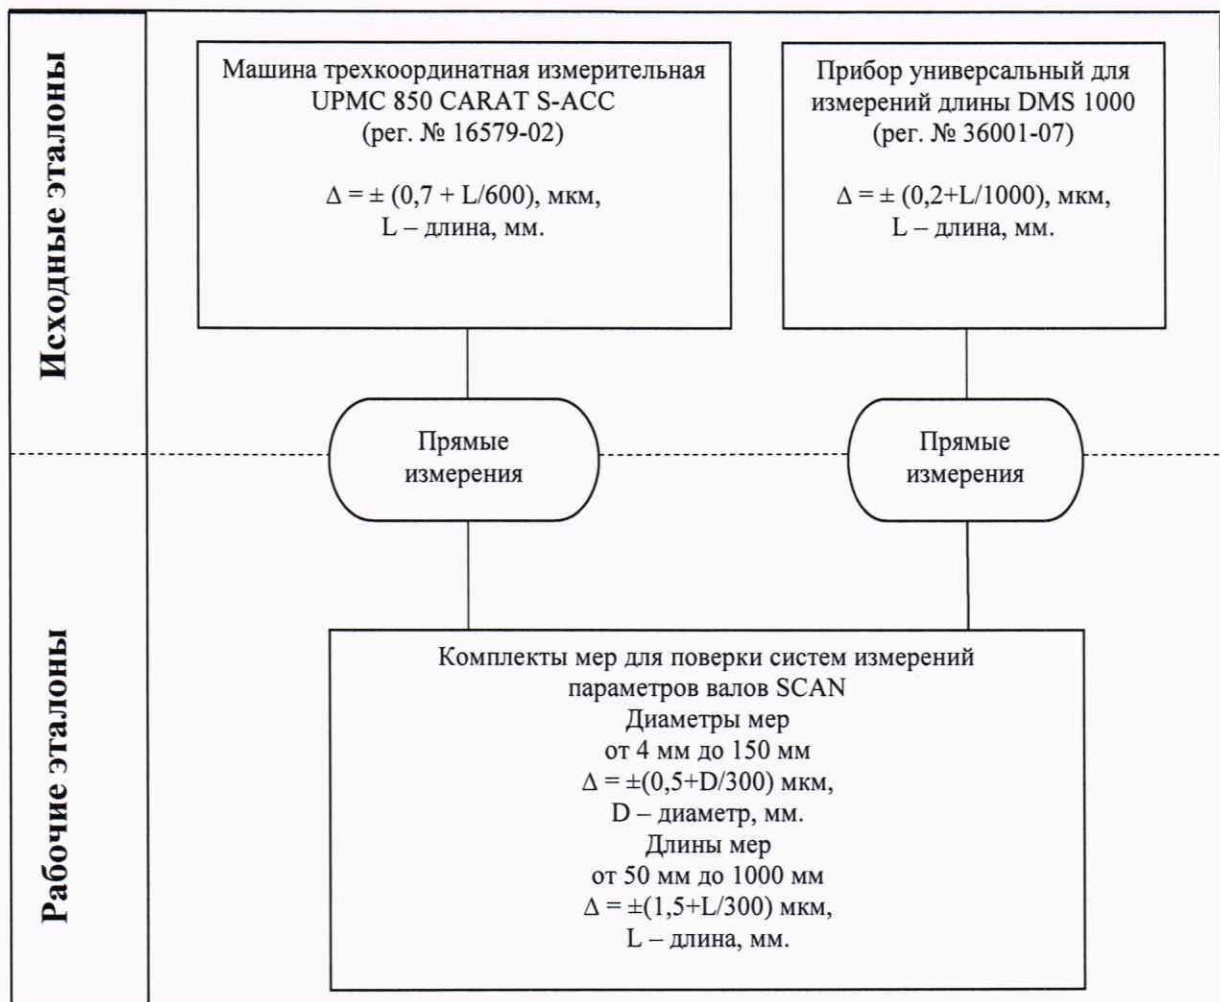 Исходные эталоны
Машина трехкоординатная измерительная
UPMC 850 CARAT S-ACC
(рег. № 16579-02)
Δ = ± (0,7 + L/600), мкм,
L – длина, мм.
Прибор универсальный для
измерений длины DMS 1000
(рег. № 36001-07)
Δ = ± (0,2+L/1000), мкм,
L – длина, мм.
Прямые
измерения
Прямые
измерения
Рабочие эталоны
Комплекты мер для поверки систем измерений
параметров валов SCAN
Диаметры мер
от 4 мм до 150 мм
Δ = ±(0,5+D/300) мкм,
D – диаметр, мм.
Длины мер
от 50 мм до 1000 мм
Δ = ±(1,5+L/300) мкм,
L – длина, мм.